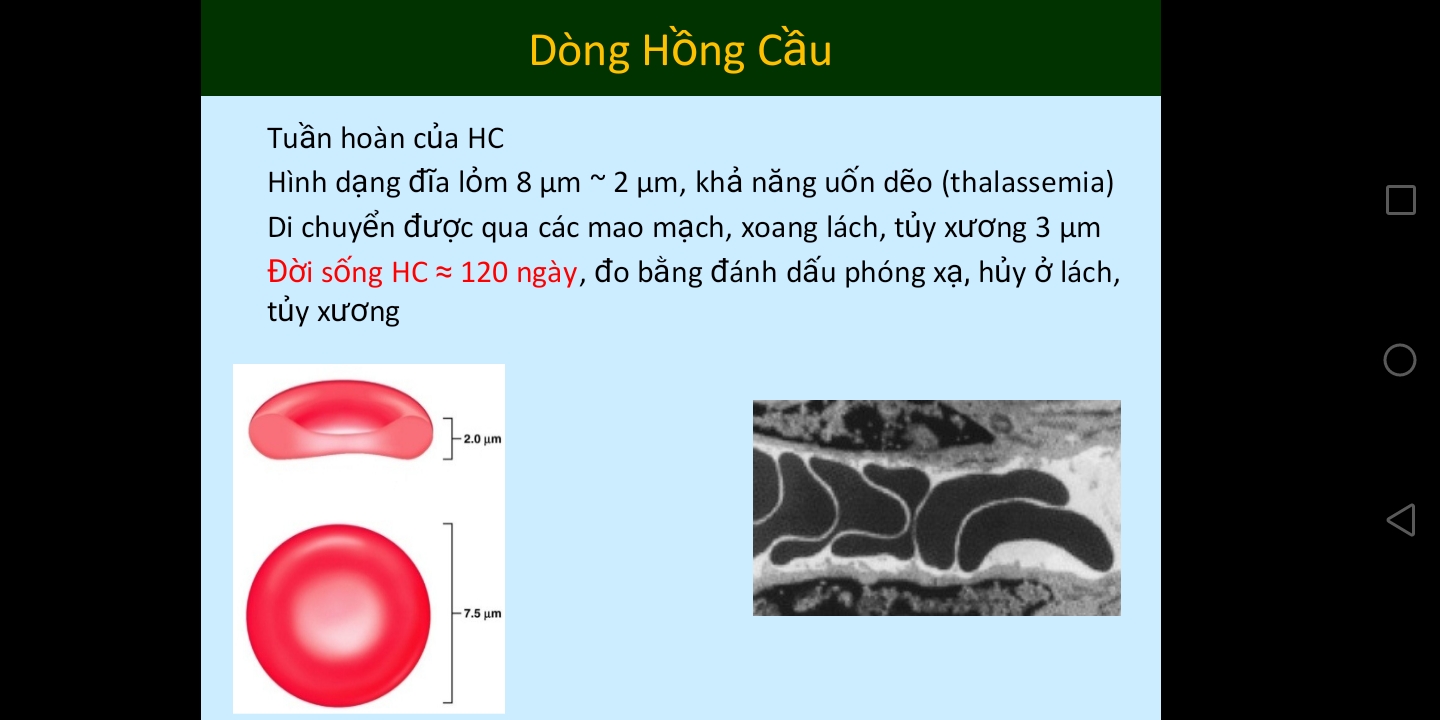 Dòng Hồng Cầu
Tuần hoàn của HC
Hình dạng đĩa lỏm 8 µm ~ 2 µm, khả năng uốn dẽo (thalassemia)
Di chuyển được qua các mao mạch, xoang lách, tủy xương 3 µm
Đời sống HC ≈ 120 ngày, đo bằng đánh dấu phóng xạ, hủy ở lách,
tủy xương
2.0 µm
7.5 µm